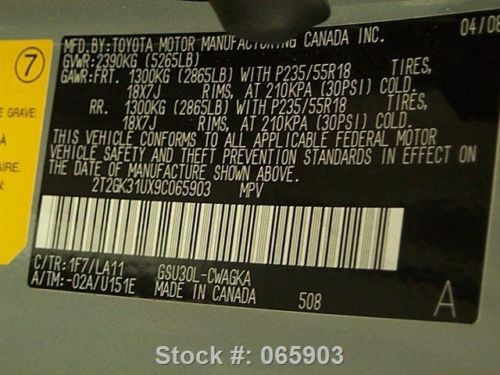 MFD.BY:TOYOTA MOTOR MANUFACTURING CANADA INC. 04/08
GVWR:2390KG (5265LB)
GAWR:FRT. 1300KG (2865LB) WITH P235/55R18 TIRES,
18X7J RIMS, AT 210KPA (30PSI) COLD.
RR. 1300KG (2865LB) WITH P235/55R18 TIRES,
18X7J RIMS, AT 210KPA (30PSI) COLD.
THIS VEHICLE CONFORMS TO ALL APPLICABLE FEDERAL MOTOR
VEHICLE SAFETY AND THEFT PREVENTION STANDARDS IN EFFECT ON
THE DATE OF MANUFACTURE SHOWN ABOVE.
2T2GK31UX9C065903 MPV
C/TR:1F7/LA11 GSU30L-CWAGKA
A/TM:-02A/U151E MADE IN CANADA 508 A
7
E GRAVE:
À
E
Stock #: 065903